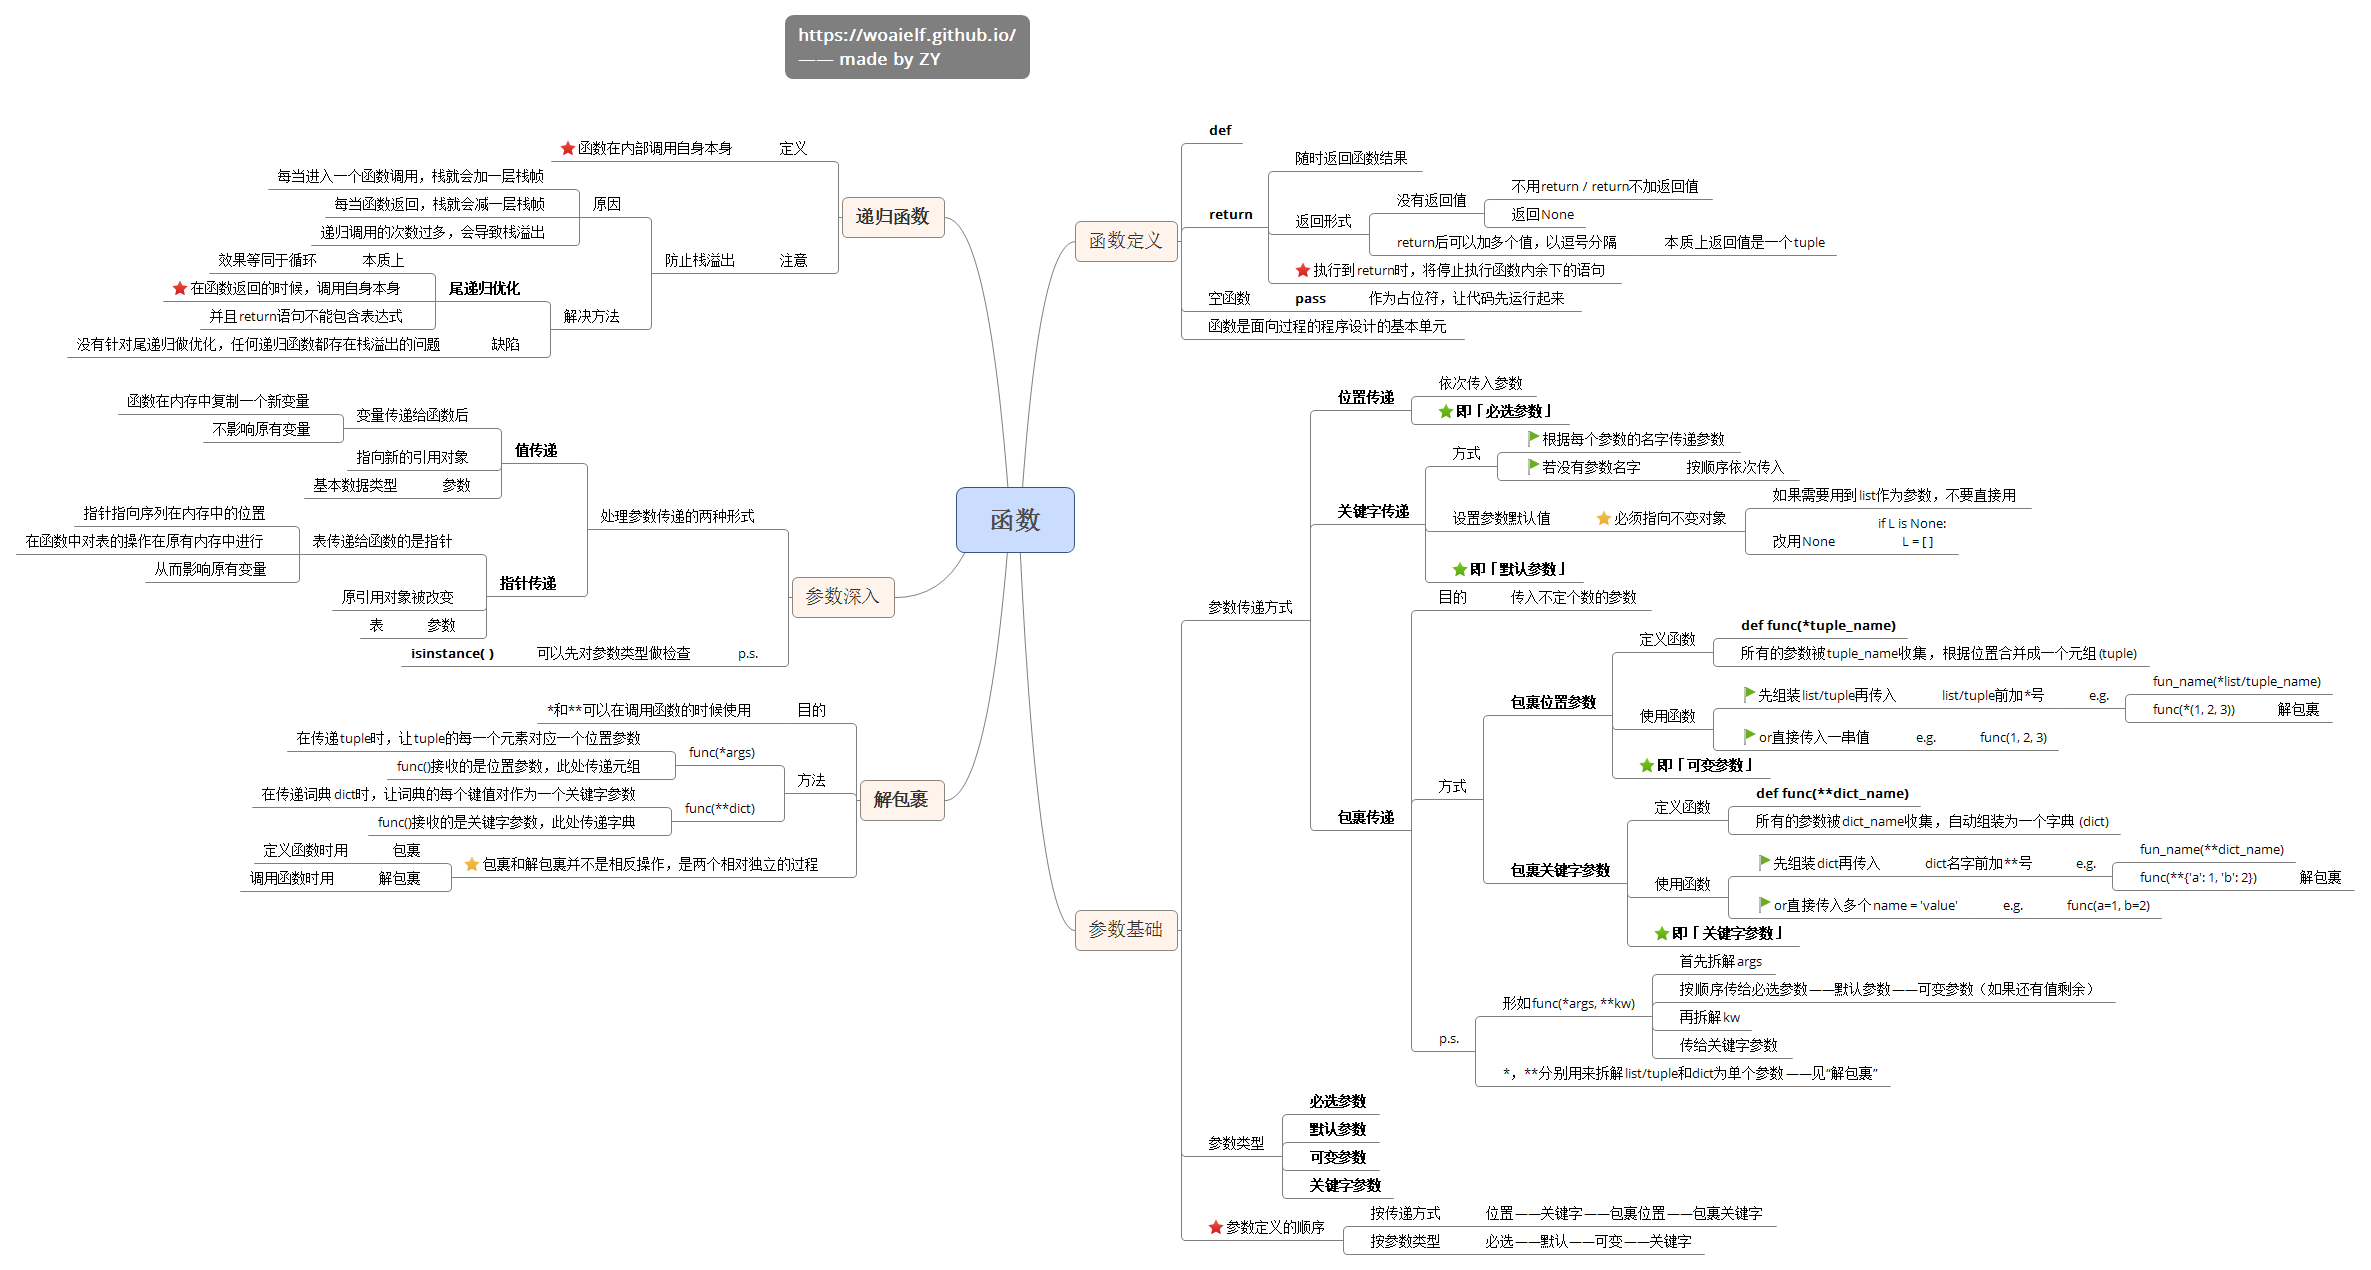 https://woaielf.github.io/
—— made by ZY
函数
函数定义
def
return
随时返回函数结果
返回形式
没有返回值
不用return / return不加返回值
返回None
return后可以加多个值，以逗号分隔
本质上返回值是一个tuple
执行到return时，将停止执行函数内余下的语句
空函数
pass
作为占位符，让代码先运行起来
函数是面向过程的程序设计的基本单元
参数基础
参数传递方式
位置传递
依次传入参数
即「必选参数」
关键字传递
方式
根据每个参数的名字传递参数
若没有参数名字
按顺序依次传入
设置参数默认值
必须指向不变对象
如果需要用到list作为参数，不要直接用
改用None
if L is None:
L = [ ]
即「默认参数」
包裹传递
目的
传入不定个数的参数
方式
包裹位置参数
定义函数
def func(*tuple_name)
所有的参数被tuple_name收集，根据位置合并成一个元组(tuple)
使用函数
先组装list/tuple再传入
list/tuple前加*号
e.g.
fun_name(*list/tuple_name)
func(*(1, 2, 3))
解包裹
or直接传入一串值
e.g.
func(1, 2, 3)
即「可变参数」
包裹关键字参数
定义函数
def func(**dict_name)
所有的参数被dict_name收集，自动组装为一个字典 (dict)
使用函数
先组装dict再传入
dict名字前加**号
e.g.
fun_name(**dict_name)
func(**{'a': 1, 'b': 2})
解包裹
or直接传入多个name = 'value'
e.g.
func(a=1, b=2)
即「关键字参数」
p.s.
形如func(*args, **kw)
首先拆解args
按顺序传给必选参数——默认参数——可变参数（如果还有值剩余）
再拆解kw
传给关键字参数
*，**分别用来拆解list/tuple和dict为单个参数 ——见“解包裹”
参数类型
必选参数
默认参数
可变参数
关键字参数
参数定义的顺序
按传递方式
位置——关键字——包裹位置——包裹关键字
按参数类型
必选——默认——可变——关键字
递归函数
定义
函数在内部调用自身本身
注意
防止栈溢出
原因
每当进入一个函数调用，栈就会加一层栈帧
每当函数返回，栈就会减一层栈帧
递归调用的次数过多，会导致栈溢出
解决方法
尾递归优化
本质上
效果等同于循环
在函数返回的时候，调用自身本身
并且return语句不能包含表达式
缺陷
没有针对尾递归做优化，任何递归函数都存在栈溢出的问题
参数深入
处理参数传递的两种形式
值传递
变量传递给函数后
函数在内存中复制一个新变量
不影响原有变量
指向新的引用对象
参数
基本数据类型
指针传递
表传递给函数的是指针
指针指向序列在内存中的位置
在函数中对表的操作在原有内存中进行
从而影响原有变量
原引用对象被改变
参数
表
p.s.
可以先对参数类型做检查
isinstance( )
解包裹
目的
*和**可以在调用函数的时候使用
方法
func(*args)
在传递tuple时，让tuple的每一个元素对应一个位置参数
func()接收的是位置参数，此处传递元组
func(**dict)
在传递词典dict时，让词典的每个键值对作为一个关键字参数
func()接收的是关键字参数，此处传递字典
包裹和解包裹并不是相反操作，是两个相对独立的过程
包裹
定义函数时用
解包裹
调用函数时用